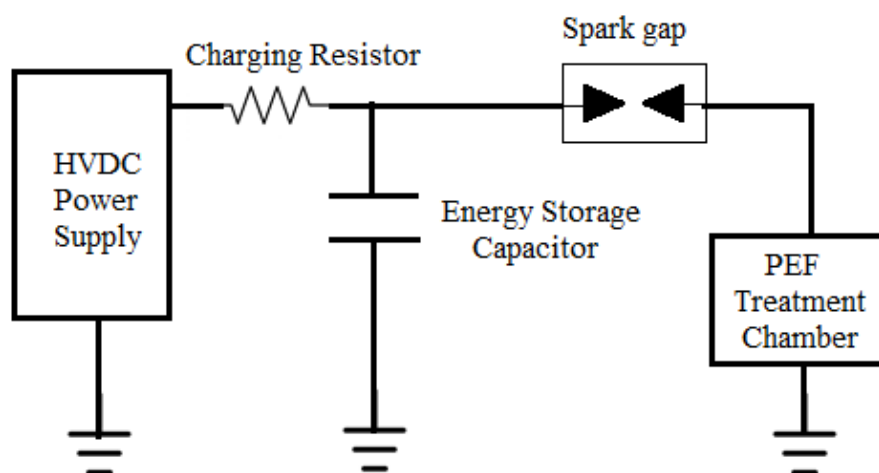 Spark gap
Charging Resistor
HVDC
Power
Supply
Energy Storage
Capacitor
PEF
Treatment
Chamber